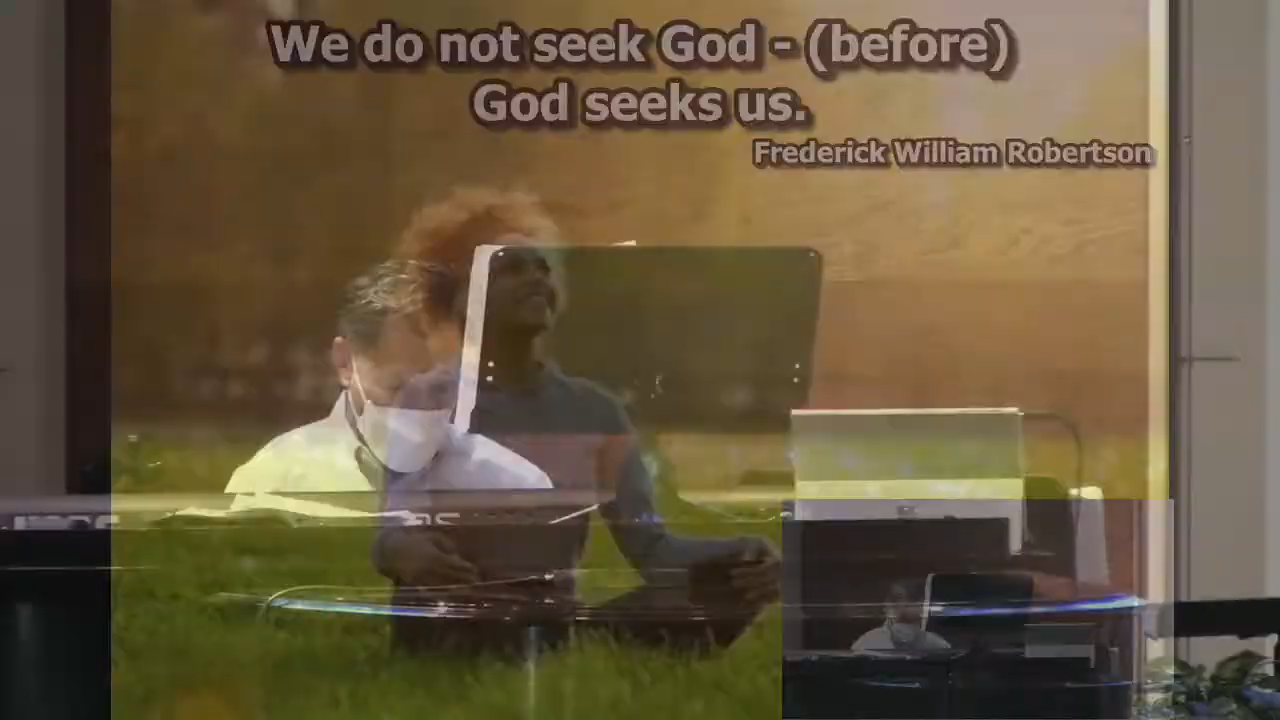 We do not seek God - (before)
God seeks us.
Frederick William Robertson